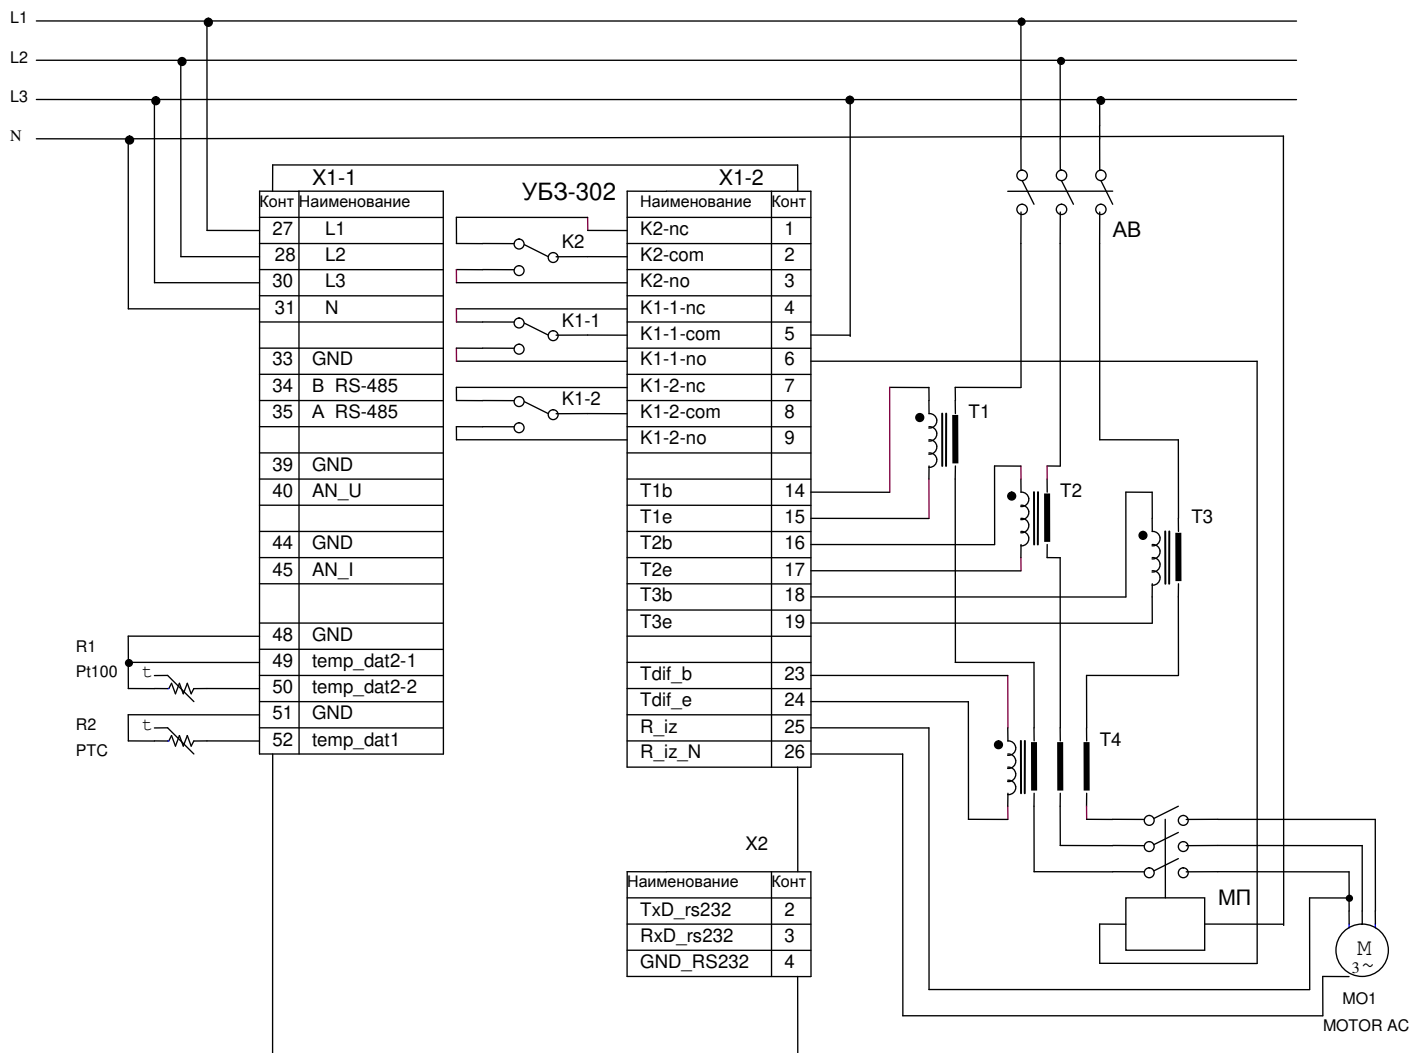 L1
L2
L3
N
X1-1
УБЗ-302
X1-2
Конт Наименование
Наименование Конт
27 L1
28 L2
30 L3
31 N
33 GND
34 B RS-485
35 A RS-485
39 GND
40 AN_U
44 GND
45 AN_I
48 GND
49 temp_dat2-1
50 temp_dat2-2
51 GND
52 temp_dat1
K2
K1-1
K1-2
K2-nc 1
K2-com 2
K2-no 3
K1-1-nc 4
K1-1-com 5
K1-1-no 6
K1-2-nc 7
K1-2-com 8
K1-2-no 9
T1b 14
T1e 15
T2b 16
T2e 17
T3b 18
T3e 19
Tdif_b 23
Tdif_e 24
R_iz 25
R_iz_N 26
AB
T1
T2
T3
T4
R1
Pt100
t
R2
PTC
t
X2
Наименование Конт
TxD_rs232 2
RxD_rs232 3
GND_RS232 4
МП
M
3~
MO1
MOTOR AC